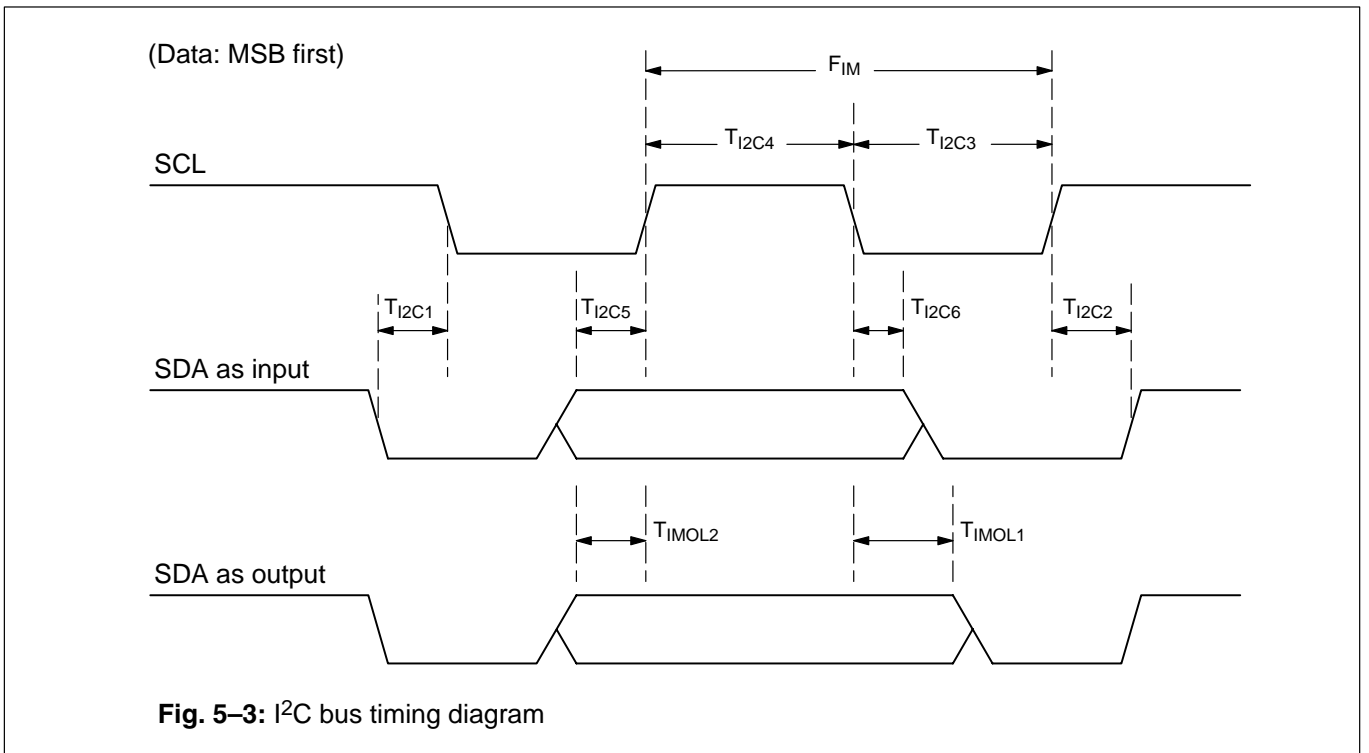 (Data: MSB first)
FIM
TI2C4
TI2C3
SCL
TI2C1
TI2C5
TI2C6
TI2C2
SDA as input
TIMOL2
TIMOL1
SDA as output
Fig. 5–3: I²C bus timing diagram